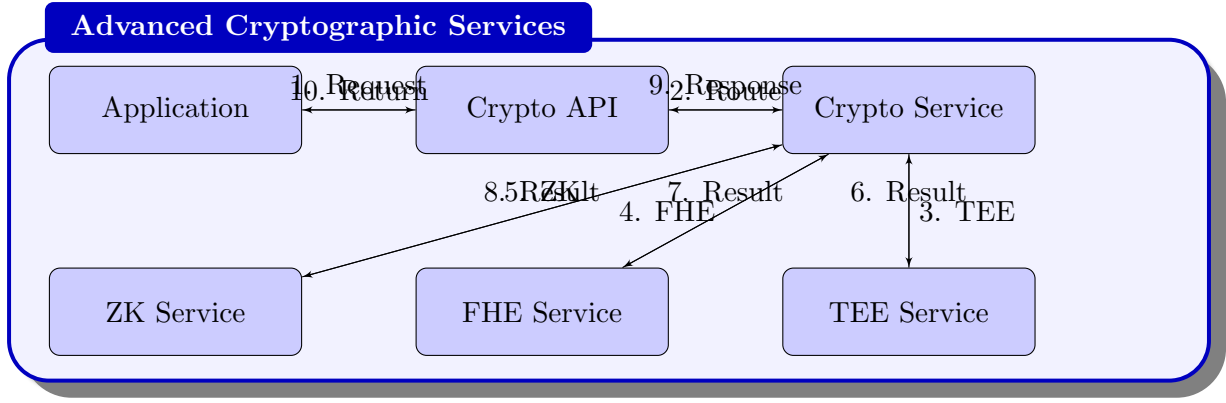 Advanced Cryptographic Services
Application
1. Request
10. Return
Crypto API
9. Response
2. Route
Crypto Service
8. Result
5. ZK
4. FHE
7. Result
6. Result
3. TEE
ZK Service
FHE Service
TEE Service